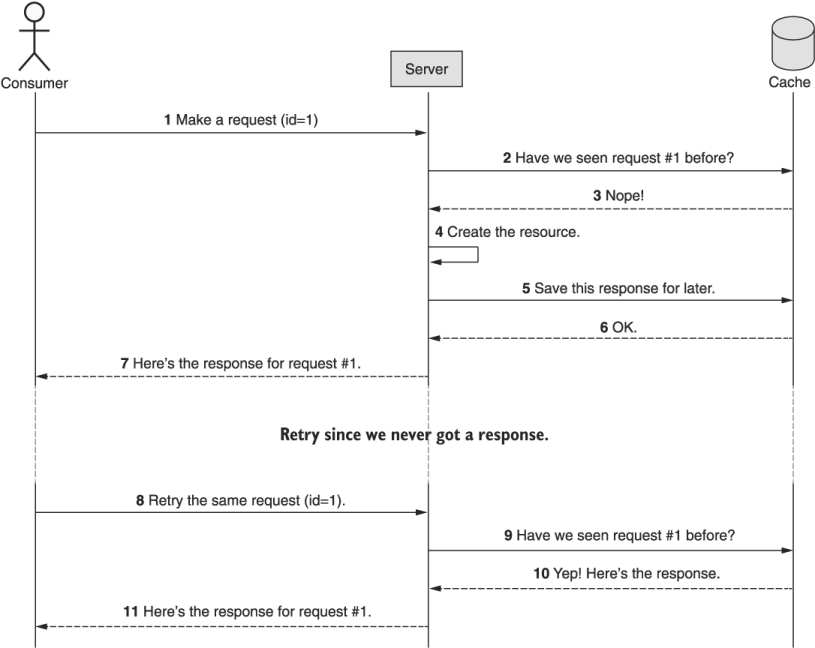 Consumer
Server
Cache
1 Make a request (id=1)
2 Have we seen request #1 before?
3 Nope!
4 Create the resource.
5 Save this response for later.
6 OK.
7 Here's the response for request #1.
Retry since we never got a response.
8 Retry the same request (id=1).
9 Have we seen request #1 before?
10 Yep! Here's the response.
11 Here's the response for request #1.